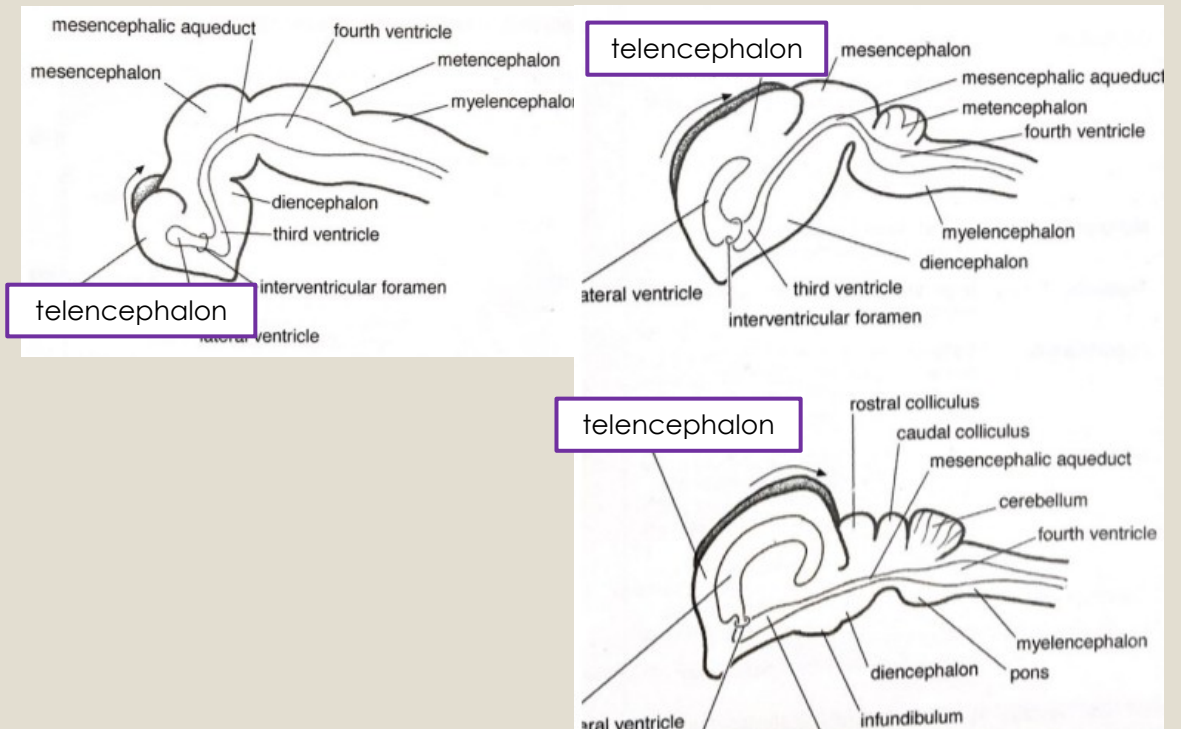 mesencephalic aqueduct
fourth ventricle
metencephalon
mesencephalon
myelencephalo
diencephalon
third ventricle
interventricular foramen
telencephalon
ventricle
telencephalon
mesencephalon
mesencephalic aqueduct
metencephalon
fourth ventricle
myelencephalon
diencephalon
ateral ventricle
third ventricle
interventricular foramen
rostral colliculus
telencephalon
caudal colliculus
mesencephalic aqueduct
cerebellum
fourth ventricle
myelencephalon
diencephalon
pons
eral ventricle
infundibulum